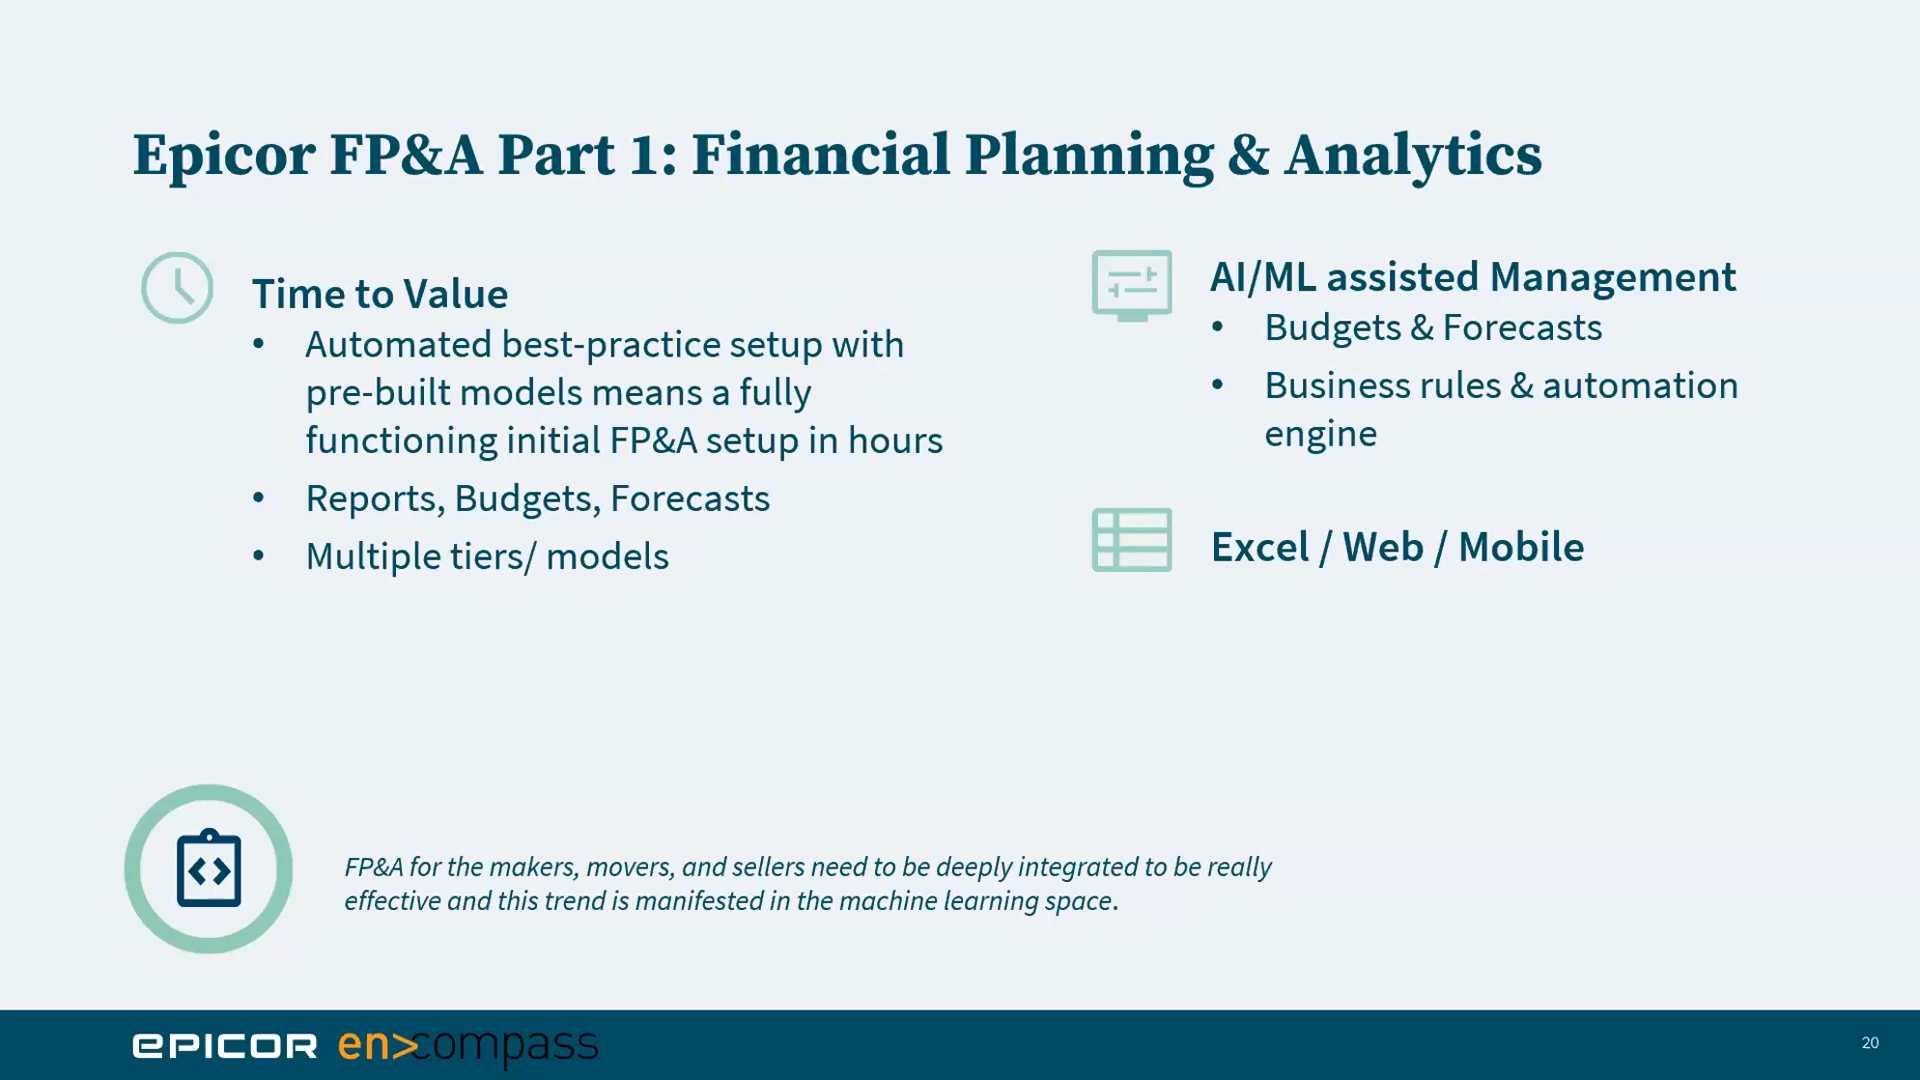 Epicor FP&A Part 1: Financial Planning & Analytics
Time to Value
• Automated best-practice setup with
pre-built models means a fully
functioning initial FP&A setup in hours
• Reports, Budgets, Forecasts
• Multiple tiers/ models
AI/ML assisted Management
• Budgets & Forecasts
• Business rules & automation
engine
Excel / Web / Mobile
FP&A for the makers, movers, and sellers need to be deeply integrated to be really
effective and this trend is manifested in the machine learning space.
EPICOR en>compass
20